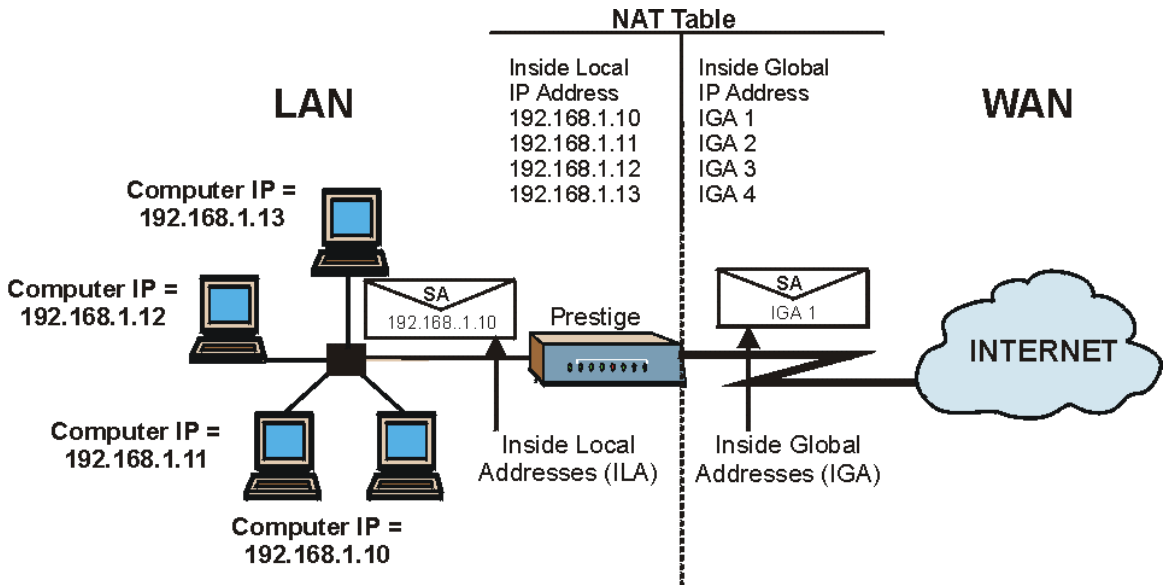 NAT Table
Inside Local
IP Address
192.168.1.10
192.168.1.11
192.168.1.12
192.168.1.13
Inside Global
IP Address
IGA 1
IGA 2
IGA 3
IGA 4
LAN
WAN
Computer IP =
192.168.1.13
Computer IP =
192.168.1.12
SA
192.168..1.10
Prestige
SA
IGA 1
INTERNET
Computer IP =
192.168.1.11
Inside Local
Addresses (ILA)
Inside Global
Addresses (IGA)
Computer IP =
192.168.1.10